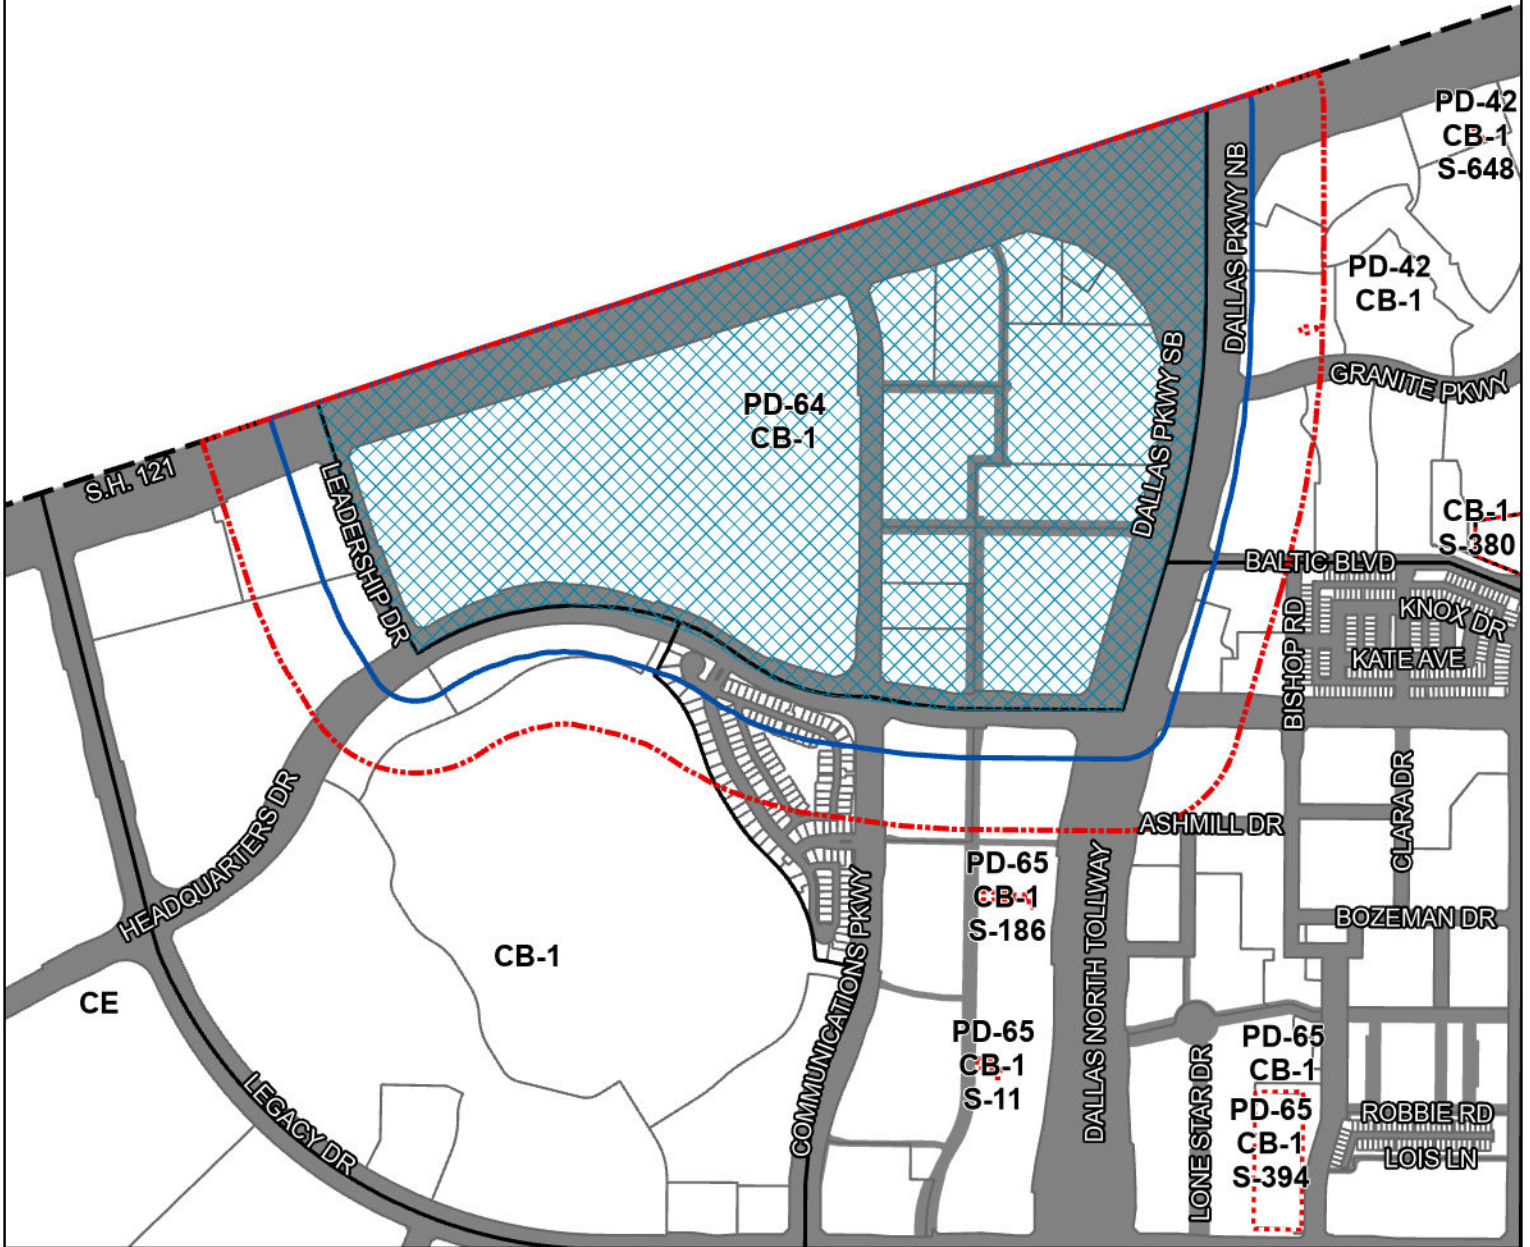 PD-42
CB-1
S-648
DALLAS PKWY NB
PD-42
CB-1
GRANITE PKWY
DALLAS PKWY SB
PD-64
CB-1
S.H. 121
LEADERSHIP DR
CB-1
S-380
BALTIC BLVD
KNOX DR
KATE AVE
BISHOP RD
HEADQUARTERS DR
ASHMILL DR
CLARA DR
PD-65
CB-1
S-186
BOZEMAN DR
CB-1
CE
COMMUNICATIONS PKWY
DALLAS NORTH TOLLWAY
PD-65
CB-1
S-11
LONE STAR DR
PD-65
CB-1
PD-65
CB-1
S-394
ROBBIE RD
LOIS LN
LEGACY DR